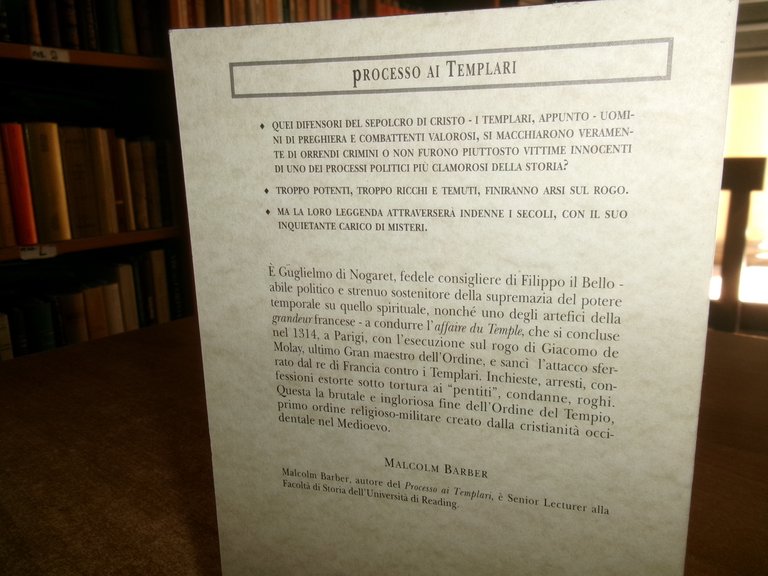 PROCESSO AI TEMPLARI
♦ QUEI DIFENSORI DEL SEPOLCRO DI CRISTO - I TEMPLARI, APPUNTO - UOMI-
NI DI PREGHIERA E COMBATTENTI VALOROSI, SI MACCHIARONO VERAMEN-
TE DI ORRENDI CRIMINI O NON FURONO PIUTTOSTO VITTIME INNOCENTI
DI UNO DEI PROCESSI POLITICI PIÙ CLAMOROSI DELLA STORIA?
♦ TROPPO POTENTI, TROPPO RICCHI E TEMUTI, FINIRANNO ARSI SUL ROGO.
♦ MA LA LORO LEGGENDA ATTRAVERSERÀ INDENNE I SECOLI, CON IL SUO
INQUIETANTE CARICO DI MISTERI.
È Guglielmo di Nogaret, fedele consigliere di Filippo il Bello -
abile politico e strenuo sostenitore della supremazia del potere
temporale su quello spirituale, nonché uno degli artefici della
grandeur francese - a condurre l'affaire du Temple, che si concluse
nel 1314, a Parigi, con l'esecuzione sul rogo di Giacomo de
Molay, ultimo Gran maestro dell'Ordine, e sancì l'attacco sfer-
rato dal re di Francia contro i Templari. Inchieste, arresti, con-
fessioni estorte sotto tortura ai "pentiti", condanne, roghi.
Questa la brutale e ingloriosa fine dell'Ordine del Tempio,
primo ordine religioso-militare creato dalla cristianità occi-
dentale nel Medioevo.
MALCOLM BARBER
Malcolm Barber, autore del Processo ai Templari, è Senior Lecturer alla
Facoltà di Storia dell'Università di Reading.